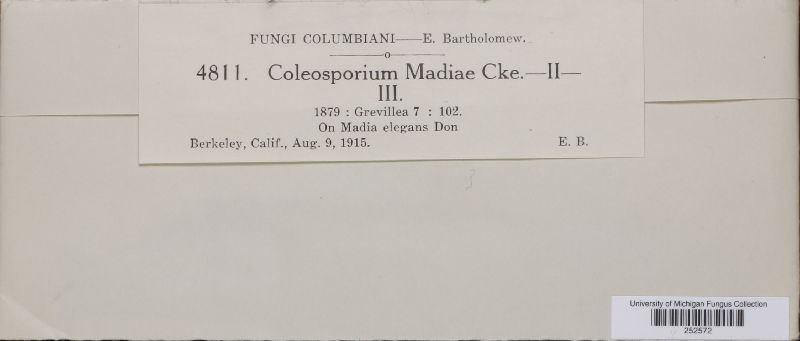 FUNGI COLUMBIANI——E. Bartholomew.
4811. Coleosporium Madiae Cke.—II—
III.
1879 : Grevillea 7 : 102.
On Madia elegans Don
Berkeley, Calif., Aug. 9, 1915. E. B.
3
University of Michigan Fungus Collection
252572